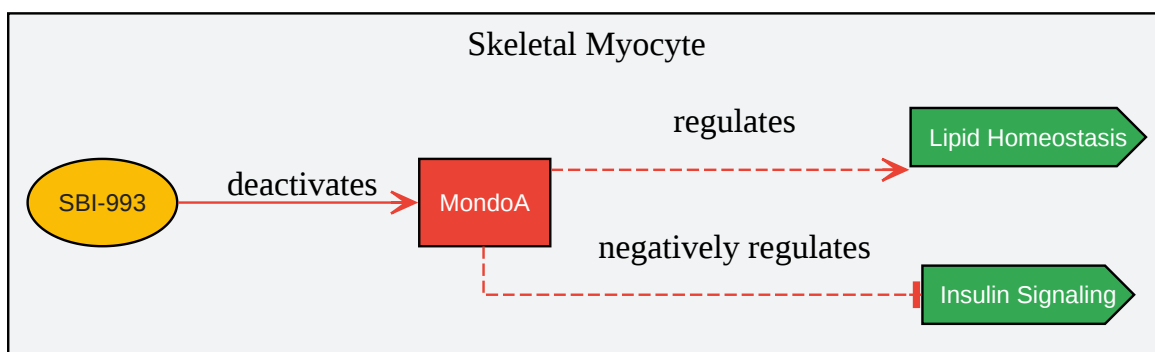 Skeletal Myocyte
regulates
Lipid Homeostasis
deactivates
SBI-993
MondoA
negatively regulates
Insulin Signaling